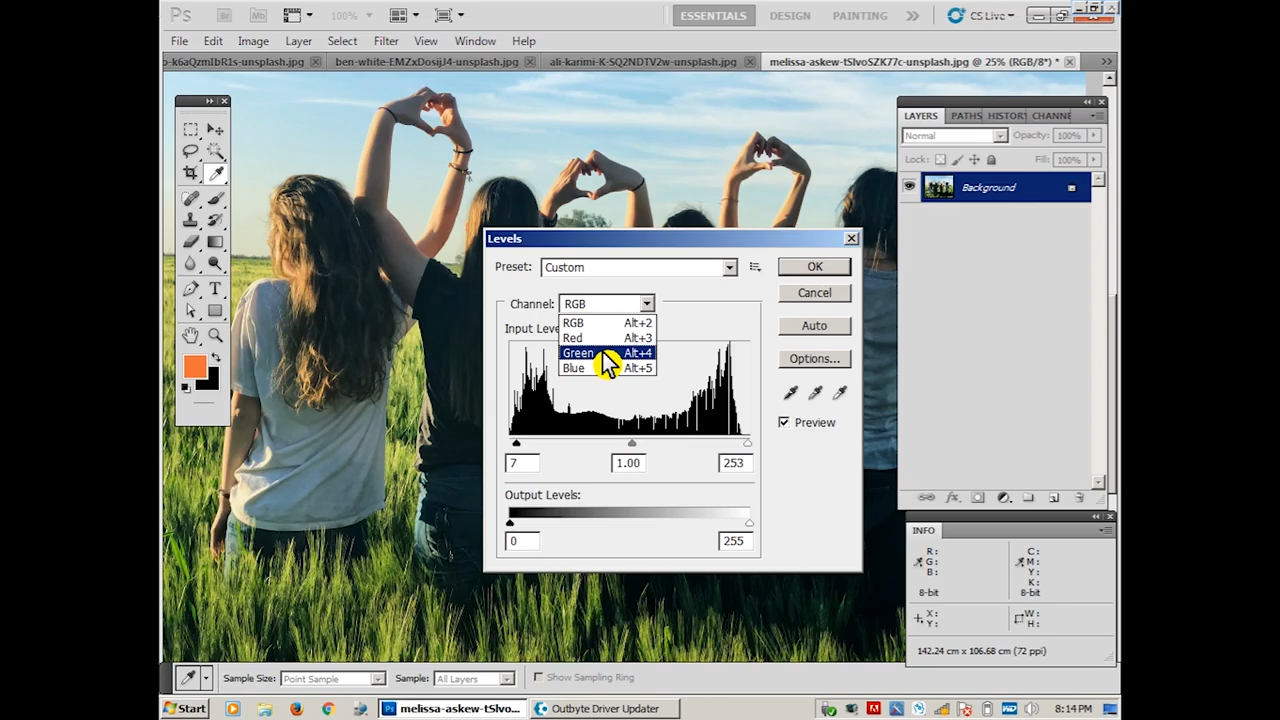 Ps Br Mb 100% ESSENTIALS DESIGN PAINTING CS Live
File Edit Image Layer Select Filter View Window Help
o-k6aQzmIbR1s-unsplash.jpg ben-white-EMZxDosijJ4-unsplash.jpg ali-karimi-K-SQ2NDTV2w-unsplash.jpg melissa-askew-tSlvoSZK77c-unsplash.jpg @ 25% (RGB/8*) *
LAYERS PATHS HISTORY CHANNE
Normal Opacity: 100%
Lock: Fill: 100%
Background
Levels
Preset: Custom OK
Cancel
Channel: RGB
Auto
Input Leve
RGB Alt+2
Red Alt+3
Green Alt+4
Blue Alt+5
Options...
Preview
7 1.00 253
Output Levels:
0 255
INFO
R: C:
G: M:
B: Y:
K:
8-bit 8-bit
X: W:
Y: H:
142.24 cm x 106.68 cm (72 ppi)
Sample Size: Point Sample Sample: All Layers Show Sampling Ring
Start melissa-askew-tSlvo... Outbyte Driver Updater 8:14 PM